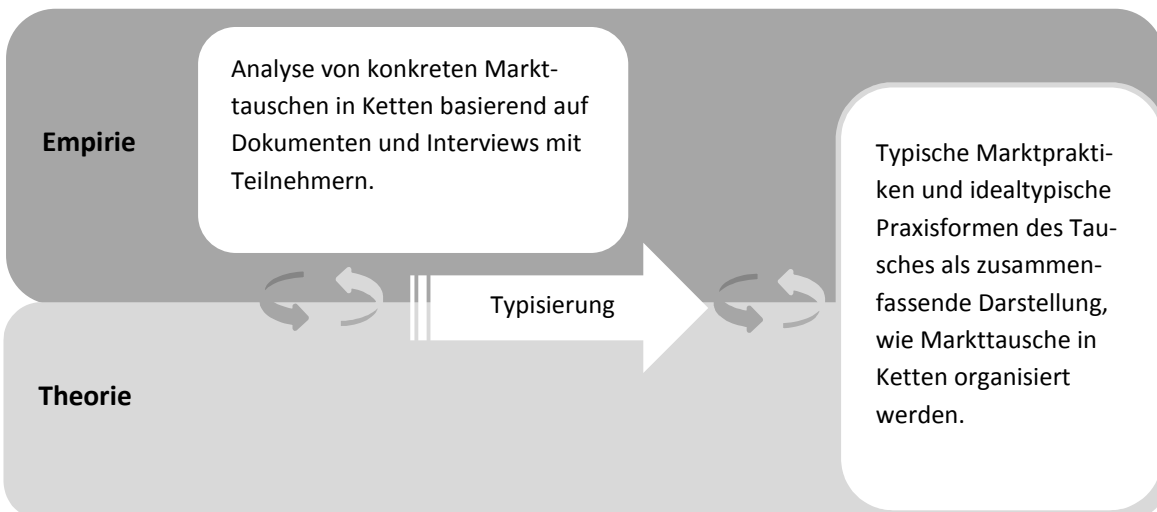 Empirie
Analyse von konkreten Markt-
tauschen in Ketten basierend auf
Dokumenten und Interviews mit
Teilnehmern.
Typisierung
Typische Marktprakti-
ken und idealtypische
Praxisformen des Tau-
sches als zusammen-
fassende Darstellung,
wie Markttausche in
Ketten organisiert
werden.
Theorie